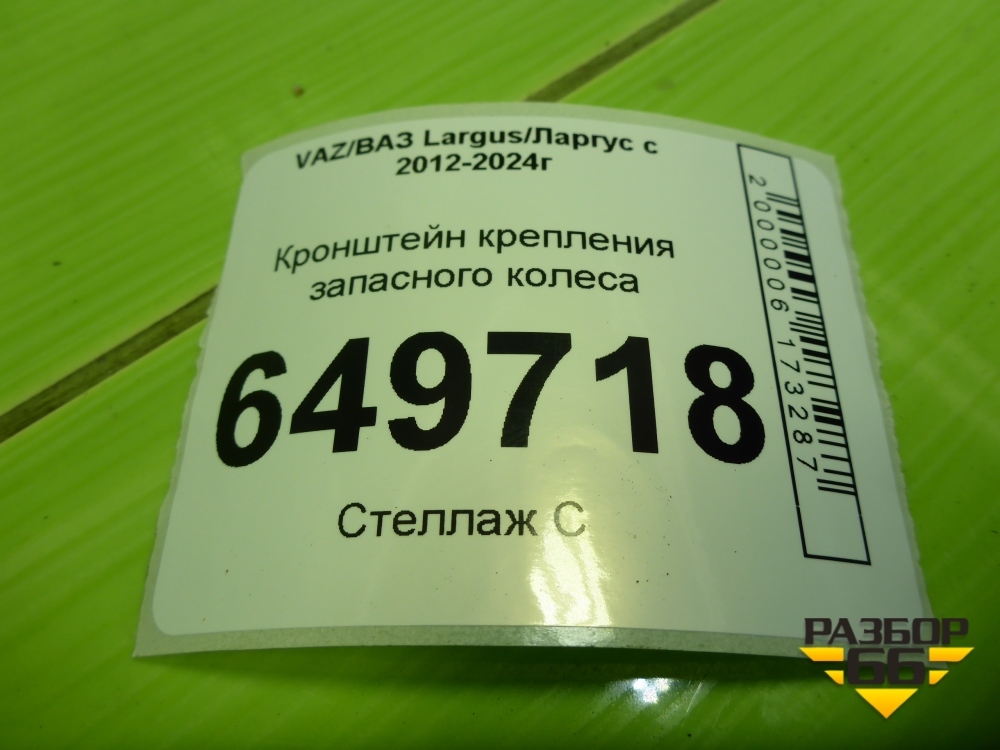 VAZ/ВАЗ Largus/Ларгус с
2012-2024г
Кронштейн крепления
запасного колеса
649718
Стеллаж С
2000006173287
РАЗБОР
66